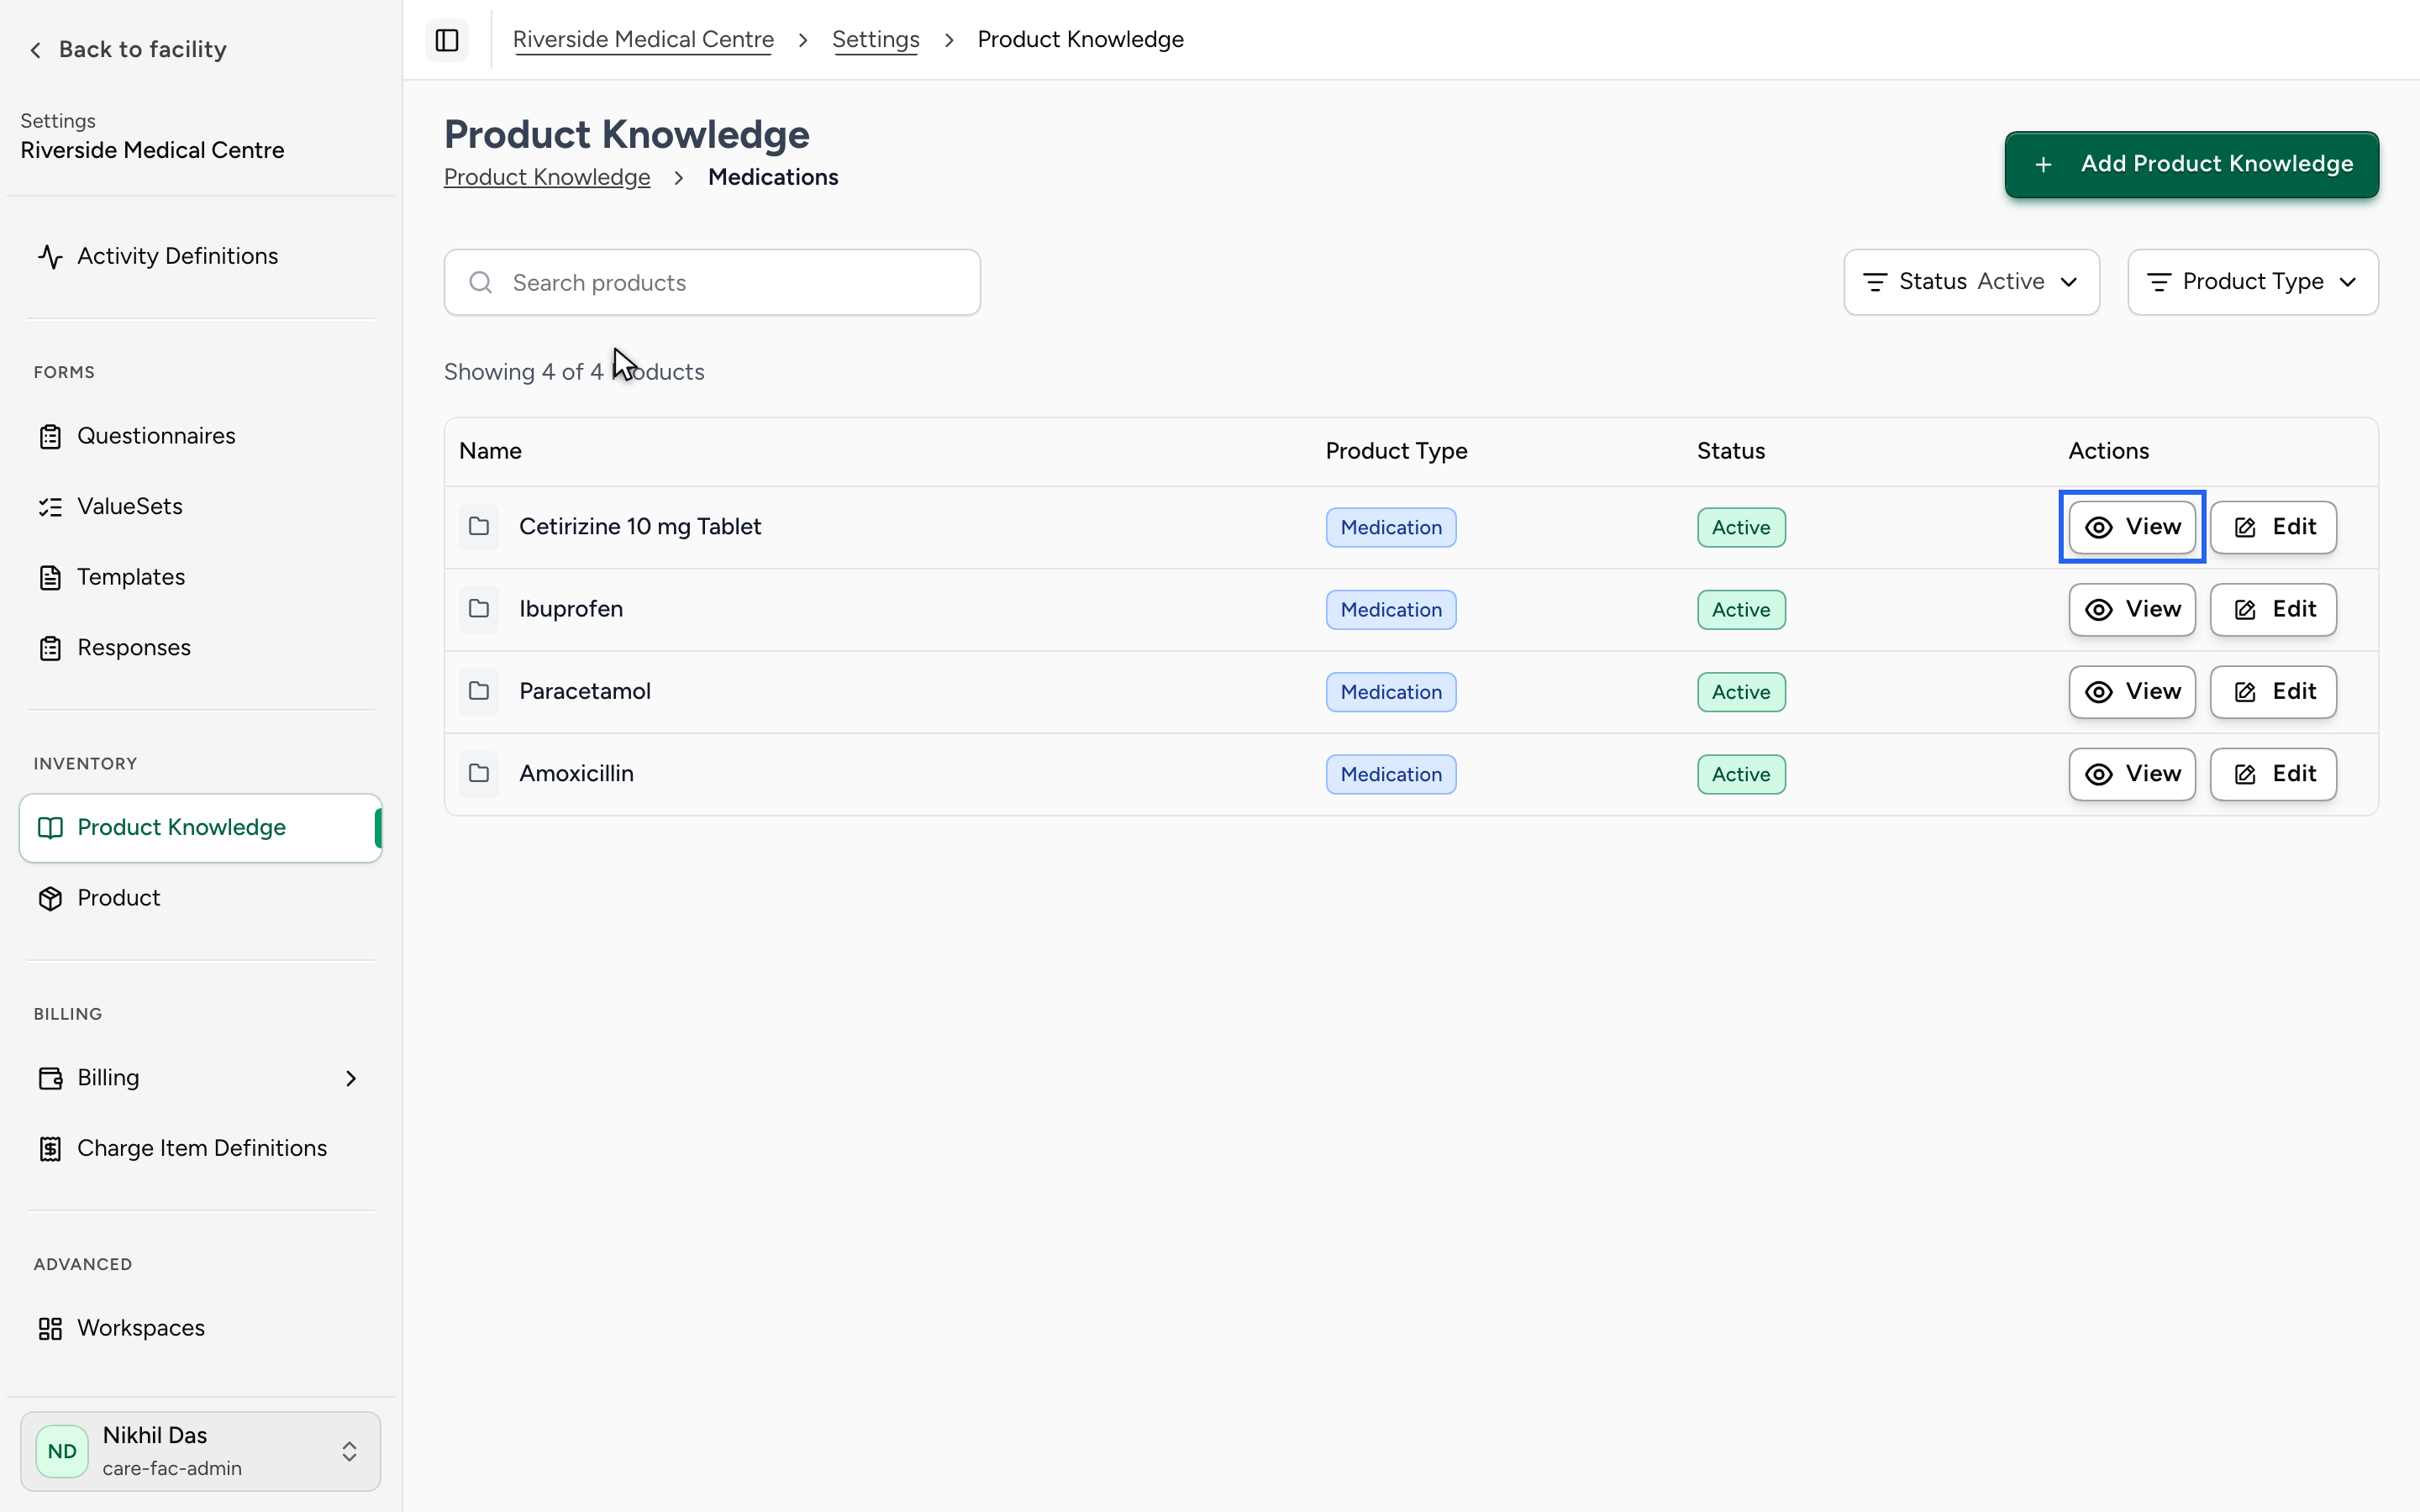 Back to facility
Settings
Riverside Medical Centre
Activity Definitions
FORMS
Questionnaires
ValueSets
Templates
Responses
INVENTORY
Product Knowledge
Product
BILLING
Billing
Charge Item Definitions
ADVANCED
Workspaces
ND
Nikhil Das
care-fac-admin
Riverside Medical Centre > Settings > Product Knowledge
Product Knowledge
Product Knowledge > Medications
+ Add Product Knowledge
Search products
Status Active
Product Type
Showing 4 of 4
Name Product Type Status Actions
Cetirizine 10 mg Tablet Medication Active View Edit
Ibuprofen Medication Active View Edit
Paracetamol Medication Active View Edit
Amoxicillin Medication Active View Edit